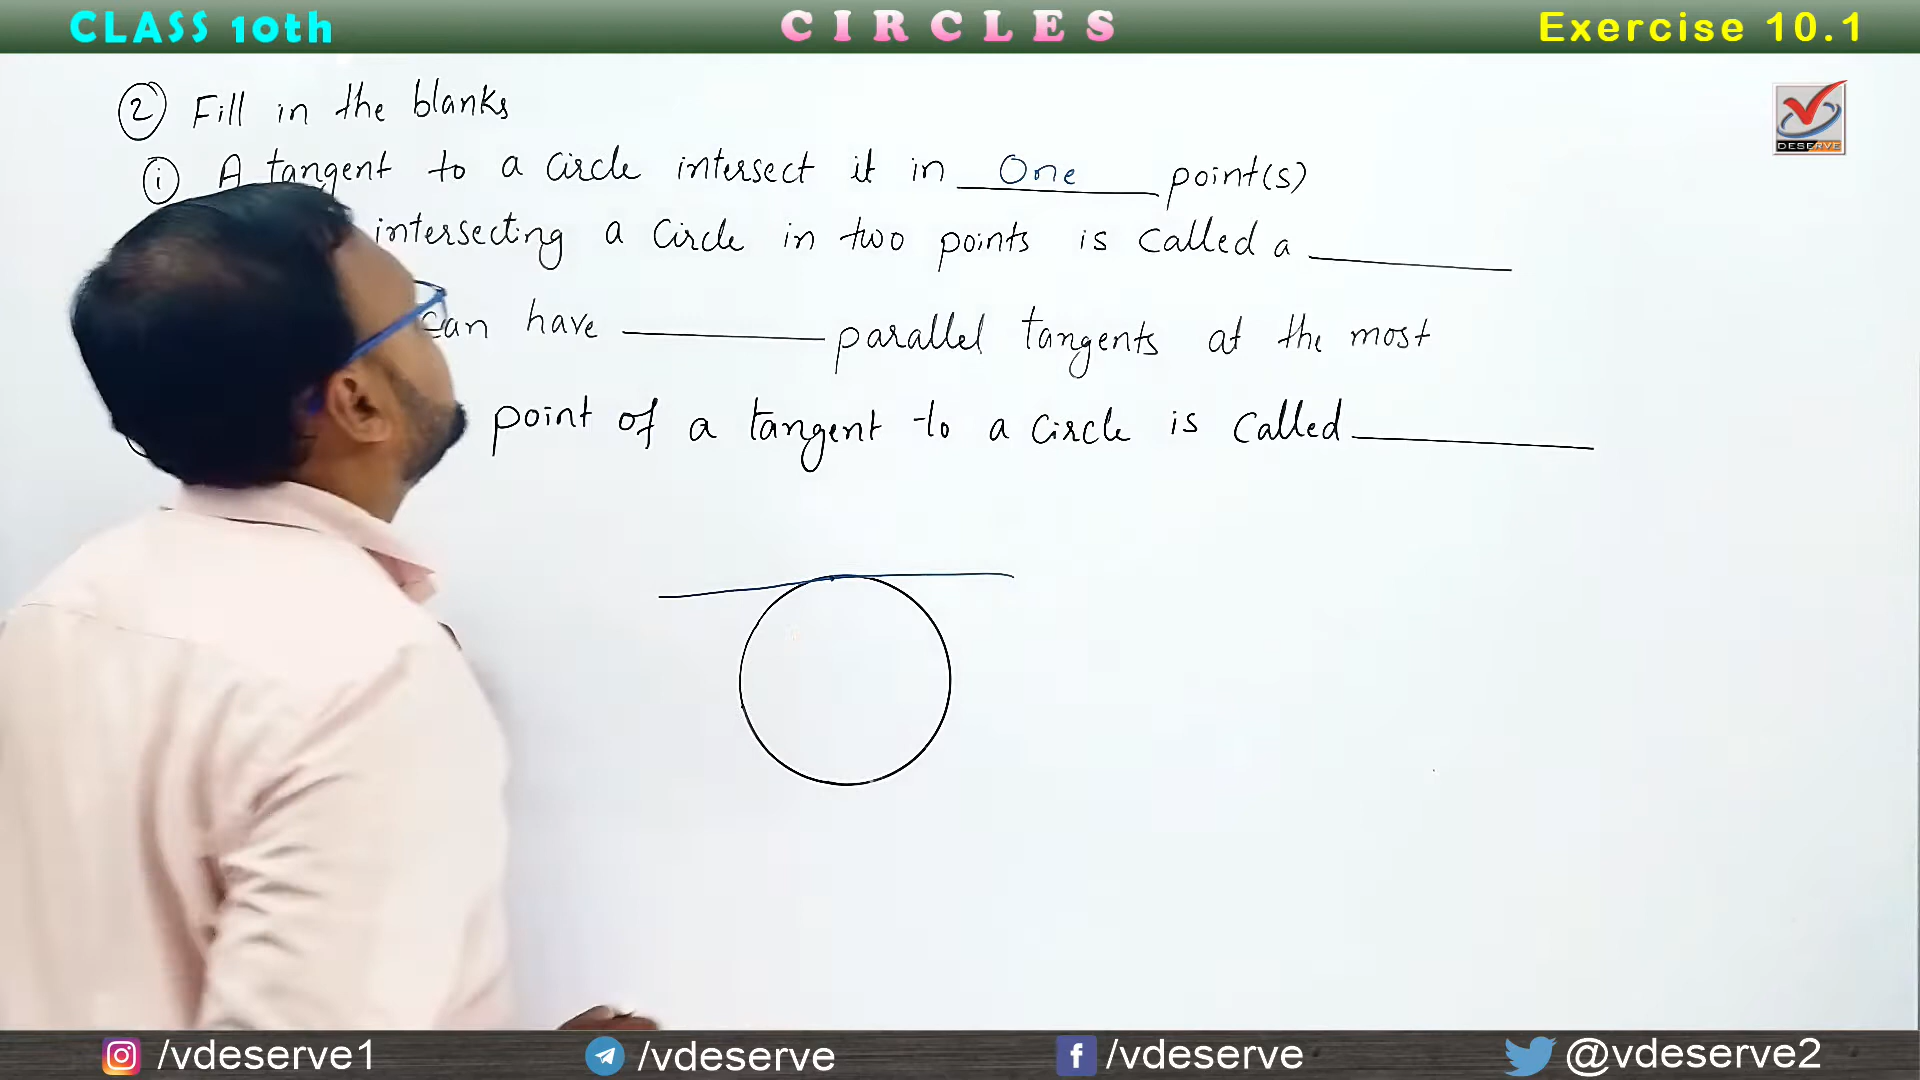 CLASS 10th
CIRCLES
Exercise 10.1
2 Fill in the blanks
i A tangent to a circle intersect it in One point(s)
intersecting a circle in two points is called a
can have parallel tangents at the most
point of a tangent to a circle is called
DESERVE
/vdeserve1
/vdeserve
/vdeserve
@vdeserve2